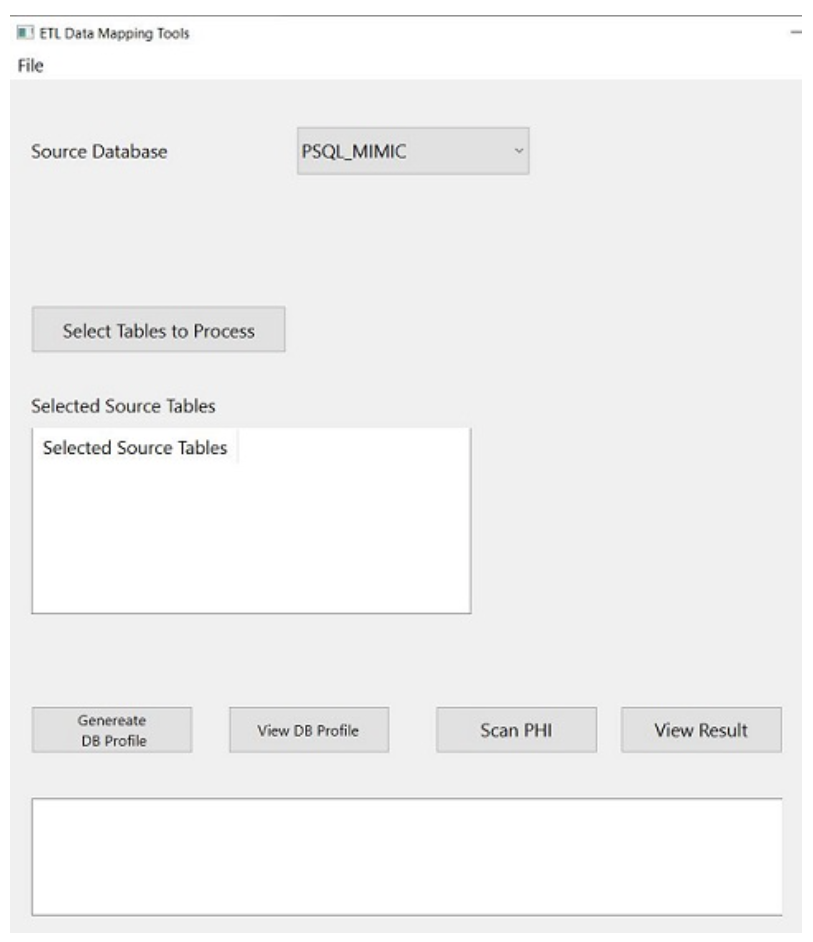 ETL Data Mapping Tools
File
Source Database
PSQL_MIMIC
Select Tables to Process
Selected Source Tables
Selected Source Tables
Genereate
DB Profile
View DB Profile
Scan PHI
View Result